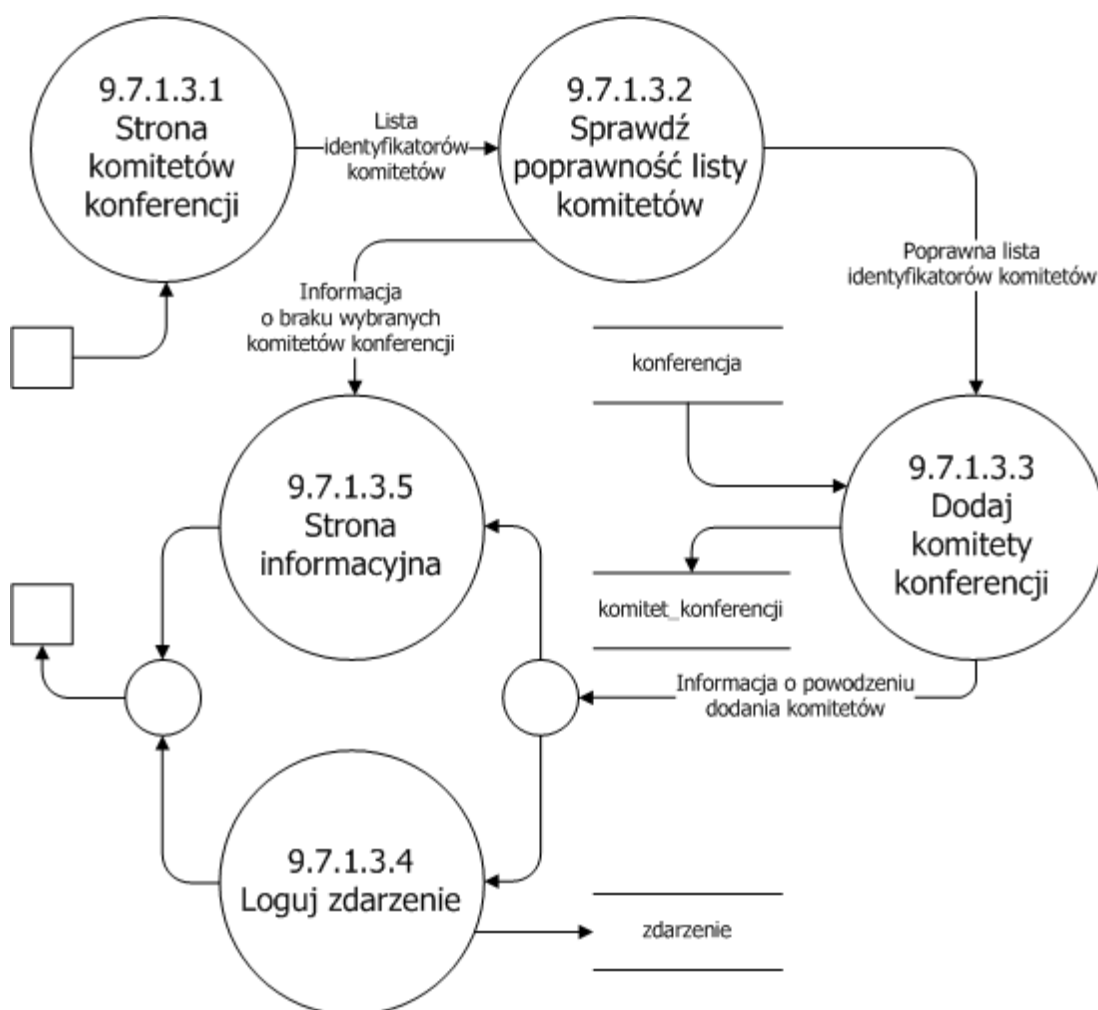 9.7.1.3.1
Strona
komitetów
konferencji
Lista
identyfikatorów
komitetów
9.7.1.3.2
Sprawdź
poprawność listy
komitetów
Poprawna lista
identyfikatorów komitetów
Informacja
o braku wybranych
komitetów konferencji
konferencja
9.7.1.3.5
Strona
informacyjna
9.7.1.3.3
Dodaj
komitety
konferencji
komitet_konferencji
Informacja o powodzeniu
dodania komitetów
9.7.1.3.4
Loguj zdarzenie
zdarzenie